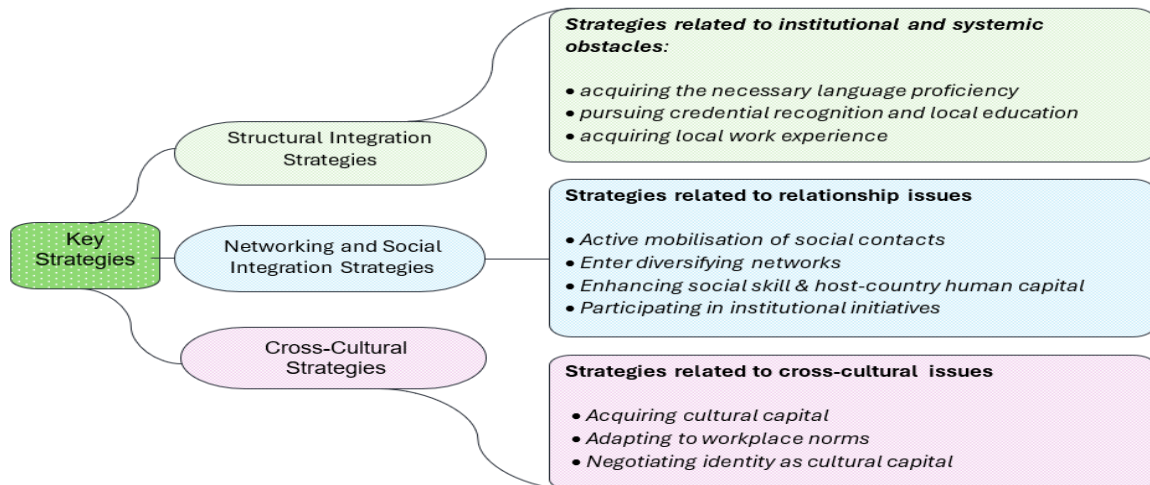 Key
Strategies
Structural Integration
Strategies
Strategies related to institutional and systemic
obstacles:
• acquiring the necessary language proficiency
• pursuing credential recognition and local education
• acquiring local work experience
Networking and Social
Integration Strategies
Strategies related to relationship issues
• Active mobilisation of social contacts
• Enter diversifying networks
• Enhancing social skill & host-country human capital
• Participating in institutional initiatives
Cross-Cultural
Strategies
Strategies related to cross-cultural issues
• Acquiring cultural capital
• Adapting to workplace norms
• Negotiating identity as cultural capital